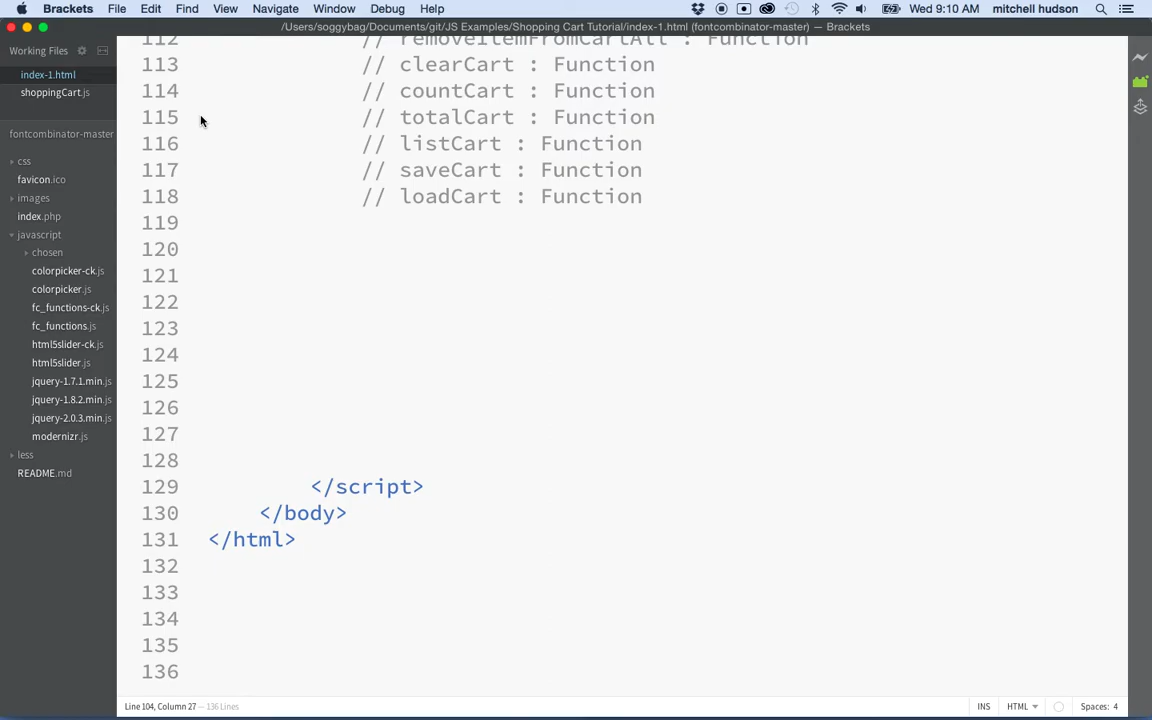 Brackets File Edit Find View Navigate Window Debug Help Wed 9:10 AM mitchell hudson
/Users/soggybag/Documents/git/JS Examples/Shopping Cart Tutorial/index-1.html (fontcombinator-master) — Brackets
Working Files
index-1.html
shoppingCart.js
fontcombinator-master
css
favicon.ico
images
index.php
javascript
chosen
colorpicker-ck.js
colorpicker.js
fc_functions-ck.js
fc_functions.js
html5slider-ck.js
html5slider.js
jquery-1.7.1.min.js
jquery-1.8.2.min.js
jquery-2.0.3.min.js
modernizr.js
less
README.md
112 // removeItemFromCartAll : Function
113 // clearCart : Function
114 // countCart : Function
115 // totalCart : Function
116 // listCart : Function
117 // saveCart : Function
118 // loadCart : Function
119
120
121
122
123
124
125
126
127
128
129 </script>
130 </body>
131 </html>
132
133
134
135
136
Line 104, Column 27 — 136 Lines INS HTML Spaces: 4